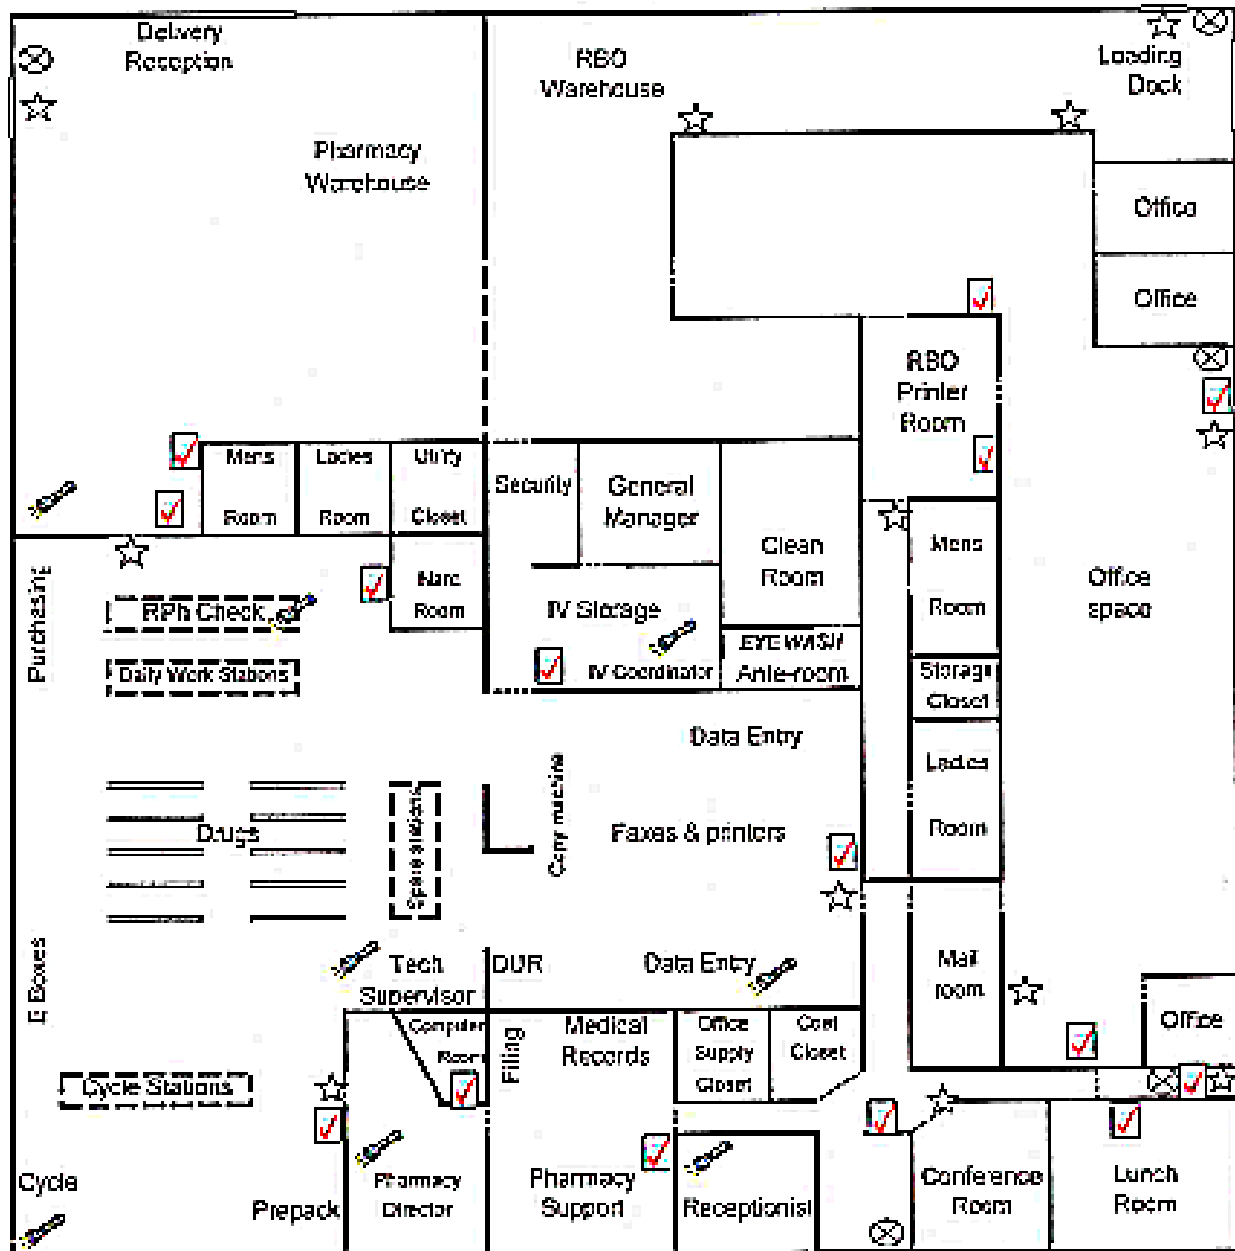 Delivery
Reception
RBO
Warehouse
Loading
Dock
Pharmacy
Warehouse
Office
Office
RBO
Printer
Room
Mens
Room
Ladies
Room
Utility
Closet
Security
General
Manager
Clean
Room
Mens
Room
Office
space
Purchasing
RPh Check
Narc
Room
IV Storage
Daily Work Stations
IV Coordinator
EYE WASH
Ante-room
Storage
Closet
Data Entry
Ladies
Room
Copy machine
Drugs
Spare stations
Faxes & printers
E Boxes
Tech
Supervisor
DUR
Data Entry
Mail
room
Office
Computer
Room
Filing
Medical
Records
Office
Supply
Closet
Coat
Closet
Cycle Stations
Cycle
Prepack
Pharmacy
Director
Pharmacy
Support
Receptionist
Conference
Room
Lunch
Room